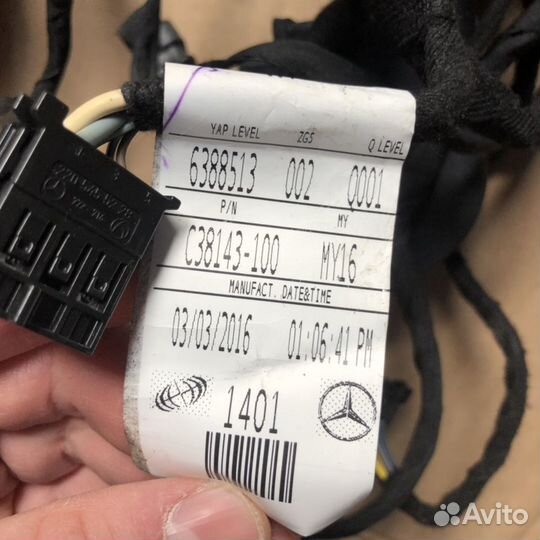 YAP LEVEL ZGS Q LEVEL
6388513 002 Q001
P/N MY
C38143-100 MY16
MANUFACT. DATE&TIME
03/03/2016 01:06:41 PM
1401
Avito